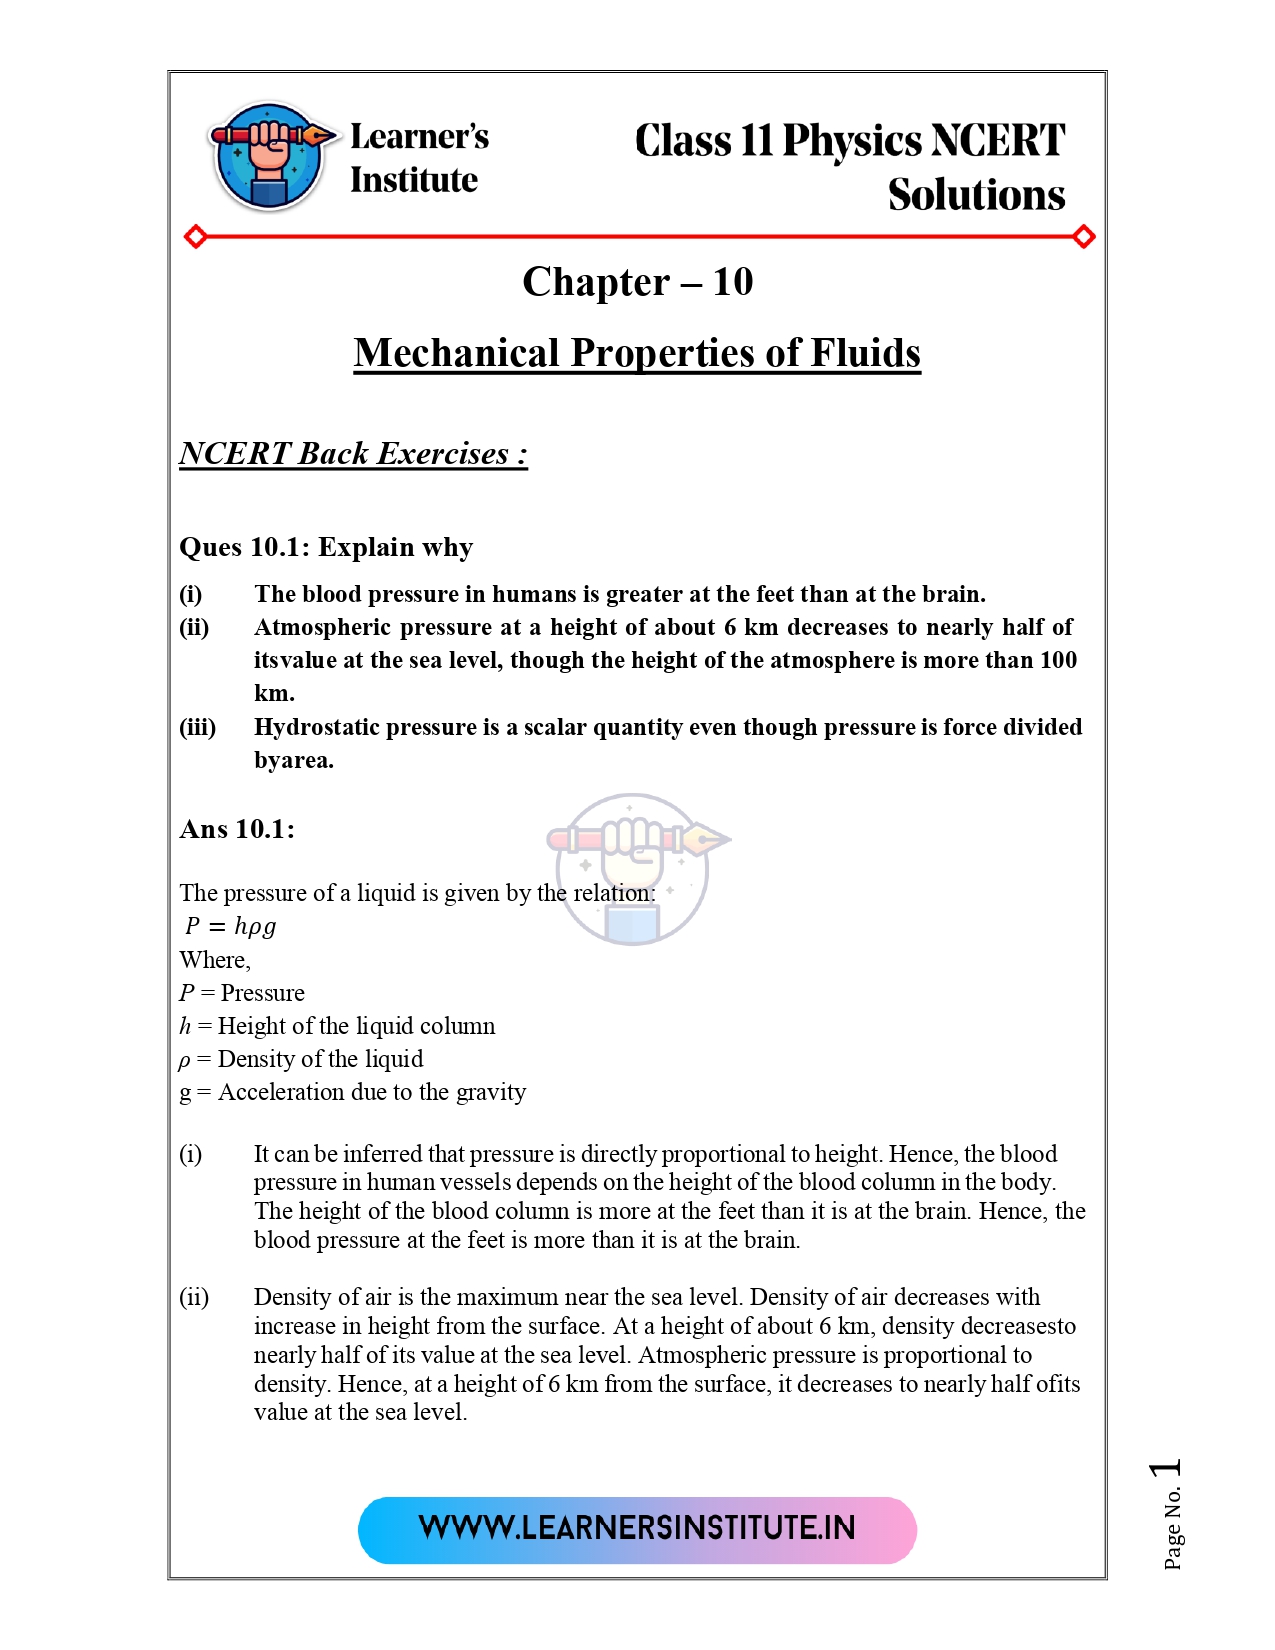 Learner's
Institute
Class 11 Physics NCERT
Solutions
Chapter – 10
Mechanical Properties of Fluids
NCERT Back Exercises :
Ques 10.1: Explain why
(i) The blood pressure in humans is greater at the feet than at the brain.
(ii) Atmospheric pressure at a height of about 6 km decreases to nearly half of
itsvalue at the sea level, though the height of the atmosphere is more than 100
km.
(iii) Hydrostatic pressure is a scalar quantity even though pressure is force divided
byarea.
Ans 10.1:
The pressure of a liquid is given by the relation:
P = hρg
Where,
P = Pressure
h = Height of the liquid column
ρ = Density of the liquid
g = Acceleration due to the gravity
(i) It can be inferred that pressure is directly proportional to height. Hence, the blood
pressure in human vessels depends on the height of the blood column in the body.
The height of the blood column is more at the feet than it is at the brain. Hence, the
blood pressure at the feet is more than it is at the brain.
(ii) Density of air is the maximum near the sea level. Density of air decreases with
increase in height from the surface. At a height of about 6 km, density decreasesto
nearly half of its value at the sea level. Atmospheric pressure is proportional to
density. Hence, at a height of 6 km from the surface, it decreases to nearly half ofits
value at the sea level.
WWW.LEARNERSINSTITUTE.IN
Page No. 1